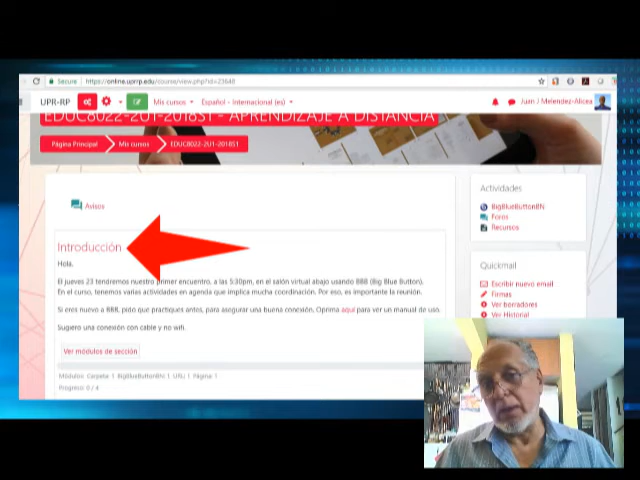 Secure https://online.uprrp.edu/course/view.php?id=23648
UPR-RP Mis cursos Español - Internacional (es) Juan J Melendez-Alicea
EDUC8022-2U1-2018S1 - APRENDIZAJE A DISTANCIA
Página Principal Mis cursos EDUC8022-2U1-2018S1
Avisos
Introducción
Hola,
El jueves 23 tendremos nuestro primer encuentro, a las 5:30pm, en el salón virtual abajo usando BBB (Big Blue Button).
En el curso, tenemos varias actividades en agenda que implica mucha coordinación. Por eso, es importante la reunión.
Si eres nuevo a BBB, pido que practiques antes, para asegurar una buena conexión. Oprima aquí para ver un manual de uso.
Sugiero una conexión con cable y no wifi.
Ver módulos de sección
Módulos: Carpeta: 1 BigBlueButtonBN: 1 URL: 1 Página: 1
Progreso: 0 / 4
Actividades
BigBlueButtonBN
Foros
Recursos
Quickmail
Escribir nuevo email
Firmas
Ver borradores
Ver Historial